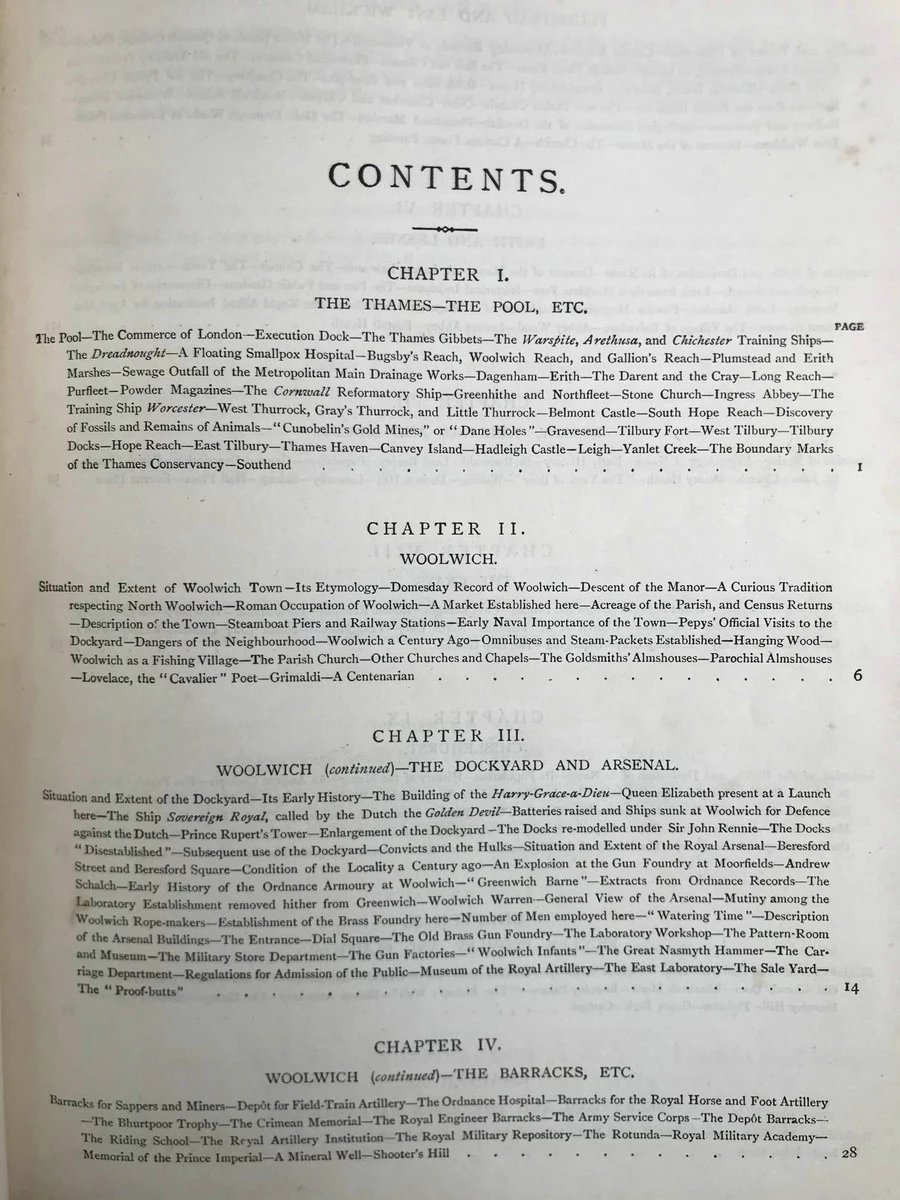 CONTENTS.
CHAPTER I.
THE THAMES—THE POOL, ETC.
PAGE
The Pool—The Commerce of London—Execution Dock—The Thames Gibbets—The Warspite, Arethusa, and Chichester Training Ships—
The Dreadnought—A Floating Smallpox Hospital—Bugsby's Reach, Woolwich Reach, and Gallion's Reach—Plumstead and Erith
Marshes—Sewage Outfall of the Metropolitan Main Drainage Works—Dagenham—Erith—The Darent and the Cray—Long Reach—
Purfleet—Powder Magazines—The Cornwall Reformatory Ship—Greenhithe and Northfleet—Stone Church—Ingress Abbey—The
Training Ship Worcester—West Thurrock, Gray's Thurrock, and Little Thurrock—Belmont Castle—South Hope Reach—Discovery
of Fossils and Remains of Animals—"Cunobelin's Gold Mines," or "Dane Holes"—Gravesend—Tilbury Fort—West Tilbury—Tilbury
Docks—Hope Reach—East Tilbury—Thames Haven—Canvey Island—Hadleigh Castle—Leigh—Yanlet Creek—The Boundary Marks
of the Thames Conservancy—Southend . . . . . . . . . . . . . . . . . 1
CHAPTER II.
WOOLWICH.
Situation and Extent of Woolwich Town—Its Etymology—Domesday Record of Woolwich—Descent of the Manor—A Curious Tradition
respecting North Woolwich—Roman Occupation of Woolwich—A Market Established here—Acreage of the Parish, and Census Returns
—Description of the Town—Steamboat Piers and Railway Stations—Early Naval Importance of the Town—Pepys' Official Visits to the
Dockyard—Dangers of the Neighbourhood—Woolwich a Century Ago—Omnibuses and Steam-Packets Established—Hanging Wood—
Woolwich as a Fishing Village—The Parish Church—Other Churches and Chapels—The Goldsmiths' Almshouses—Parochial Almshouses
—Lovelace, the "Cavalier" Poet—Grimaldi—A Centenarian . . . . . . . . . . . . . 6
CHAPTER III.
WOOLWICH (continued)—THE DOCKYARD AND ARSENAL.
Situation and Extent of the Dockyard—Its Early History—The Building of the Harry-Grace-a-Dieu—Queen Elizabeth present at a Launch
here—The Ship Sovereign Royal, called by the Dutch the Golden Devil—Batteries raised and Ships sunk at Woolwich for Defence
against the Dutch—Prince Rupert's Tower—Enlargement of the Dockyard—The Docks re-modelled under Sir John Rennie—The Docks
"Disestablished"—Subsequent use of the Dockyard—Convicts and the Hulks—Situation and Extent of the Royal Arsenal—Beresford
Street and Beresford Square—Condition of the Locality a Century ago—An Explosion at the Gun Foundry at Moorfields—Andrew
Schalch—Early History of the Ordnance Armoury at Woolwich—"Greenwich Barne"—Extracts from Ordnance Records—The
Laboratory Establishment removed hither from Greenwich—Woolwich Warren—General View of the Arsenal—Mutiny among the
Woolwich Rope-makers—Establishment of the Brass Foundry here—Number of Men employed here—"Watering Time"—Description
of the Arsenal Buildings—The Entrance—Dial Square—The Old Brass Gun Foundry—The Laboratory Workshop—The Pattern-Room
and Museum—The Military Store Department—The Gun Factories—"Woolwich Infants"—The Great Nasmyth Hammer—The Car-
riage Department—Regulations for Admission of the Public—Museum of the Royal Artillery—The East Laboratory—The Sale Yard—
The "Proof-butts" . . . . . . . . . . . . . . . . . . 14
CHAPTER IV.
WOOLWICH (continued)—THE BARRACKS, ETC.
Barracks for Sappers and Miners—Depôt for Field-Train Artillery—The Ordnance Hospital—Barracks for the Royal Horse and Foot Artillery
—The Bhurtpoor Trophy—The Crimean Memorial—The Royal Engineer Barracks—The Army Service Corps—The Depôt Barracks—
The Riding School—The Royal Artillery Institution—The Royal Military Repository—The Rotunda—Royal Military Academy—
Memorial of the Prince Imperial—A Mineral Well—Shooter's Hill . . . . . . . . . . . . 28